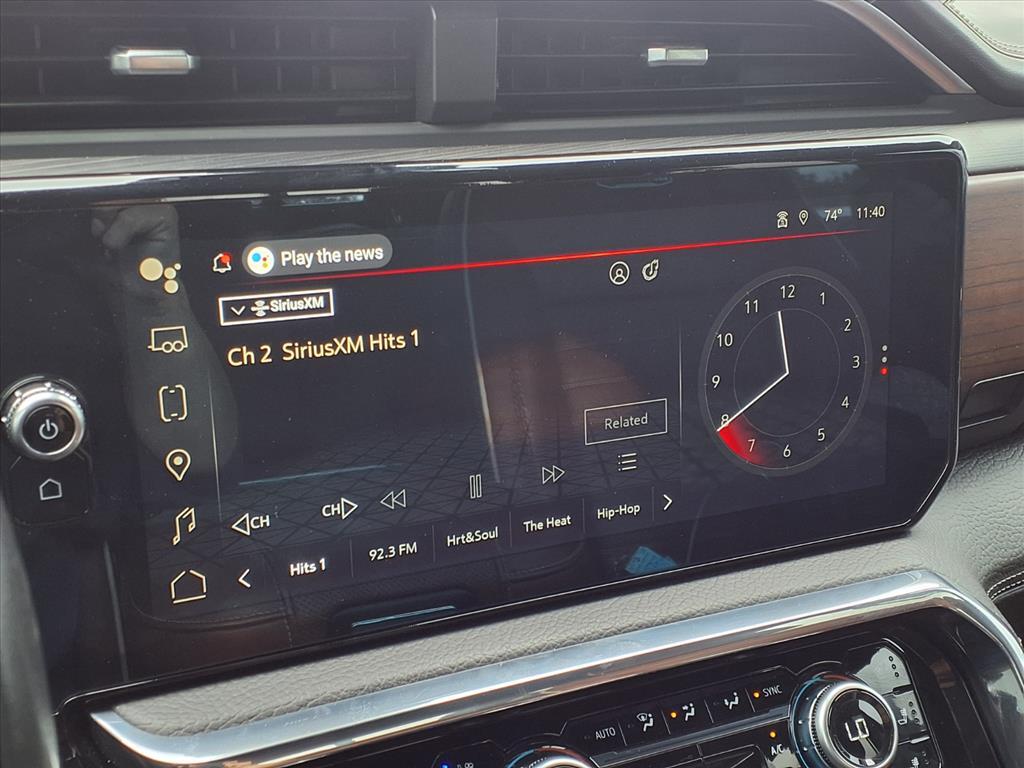 74° 11:40
Play the news
SiriusXM
Ch 2 SiriusXM Hits 1
12
1
2
3
4
5
6
7
8
9
10
11
Related
CH
CH
Hits 1
92.3 FM
Hrt&Soul
The Heat
Hip-Hop
AUTO
SYNC
A/C
LO